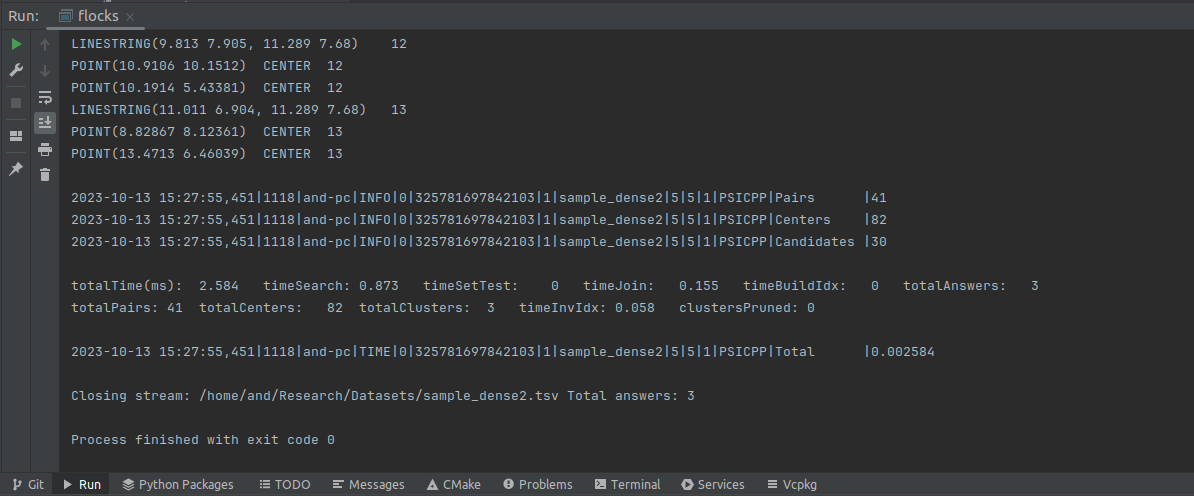 Run: flocks
LINESTRING(9.813 7.905, 11.289 7.68)    12
POINT(10.9106 10.1512)  CENTER  12
POINT(10.1914 5.43381)  CENTER  12
LINESTRING(11.011 6.904, 11.289 7.68)   13
POINT(8.82867 8.12361)  CENTER  13
POINT(13.4713 6.46039)  CENTER  13
2023-10-13 15:27:55,451|1118|and-pc|INFO|0|325781697842103|1|sample_dense2|5|5|1|PSICPP|Pairs      |41
2023-10-13 15:27:55,451|1118|and-pc|INFO|0|325781697842103|1|sample_dense2|5|5|1|PSICPP|Centers    |82
2023-10-13 15:27:55,451|1118|and-pc|INFO|0|325781697842103|1|sample_dense2|5|5|1|PSICPP|Candidates |30
totalTime(ms):  2.584   timeSearch: 0.873   timeSetTest:    0   timeJoin:   0.155   timeBuildIdx:   0   totalAnswers:   3
totalPairs: 41  totalCenters:   82  totalClusters:  3   timeInvIdx: 0.058   clustersPruned: 0
2023-10-13 15:27:55,451|1118|and-pc|TIME|0|325781697842103|1|sample_dense2|5|5|1|PSICPP|Total      |0.002584
Closing stream: /home/and/Research/Datasets/sample_dense2.tsv Total answers: 3
Process finished with exit code 0
Git Run Python Packages TODO Messages CMake Problems Terminal Services Vcpkg